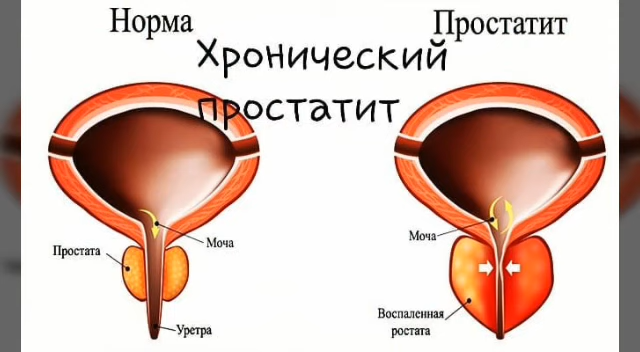 Норма
Простатит
Хронический
простатит
Простата
Моча
Уретра
Моча
Воспаленная
ростата